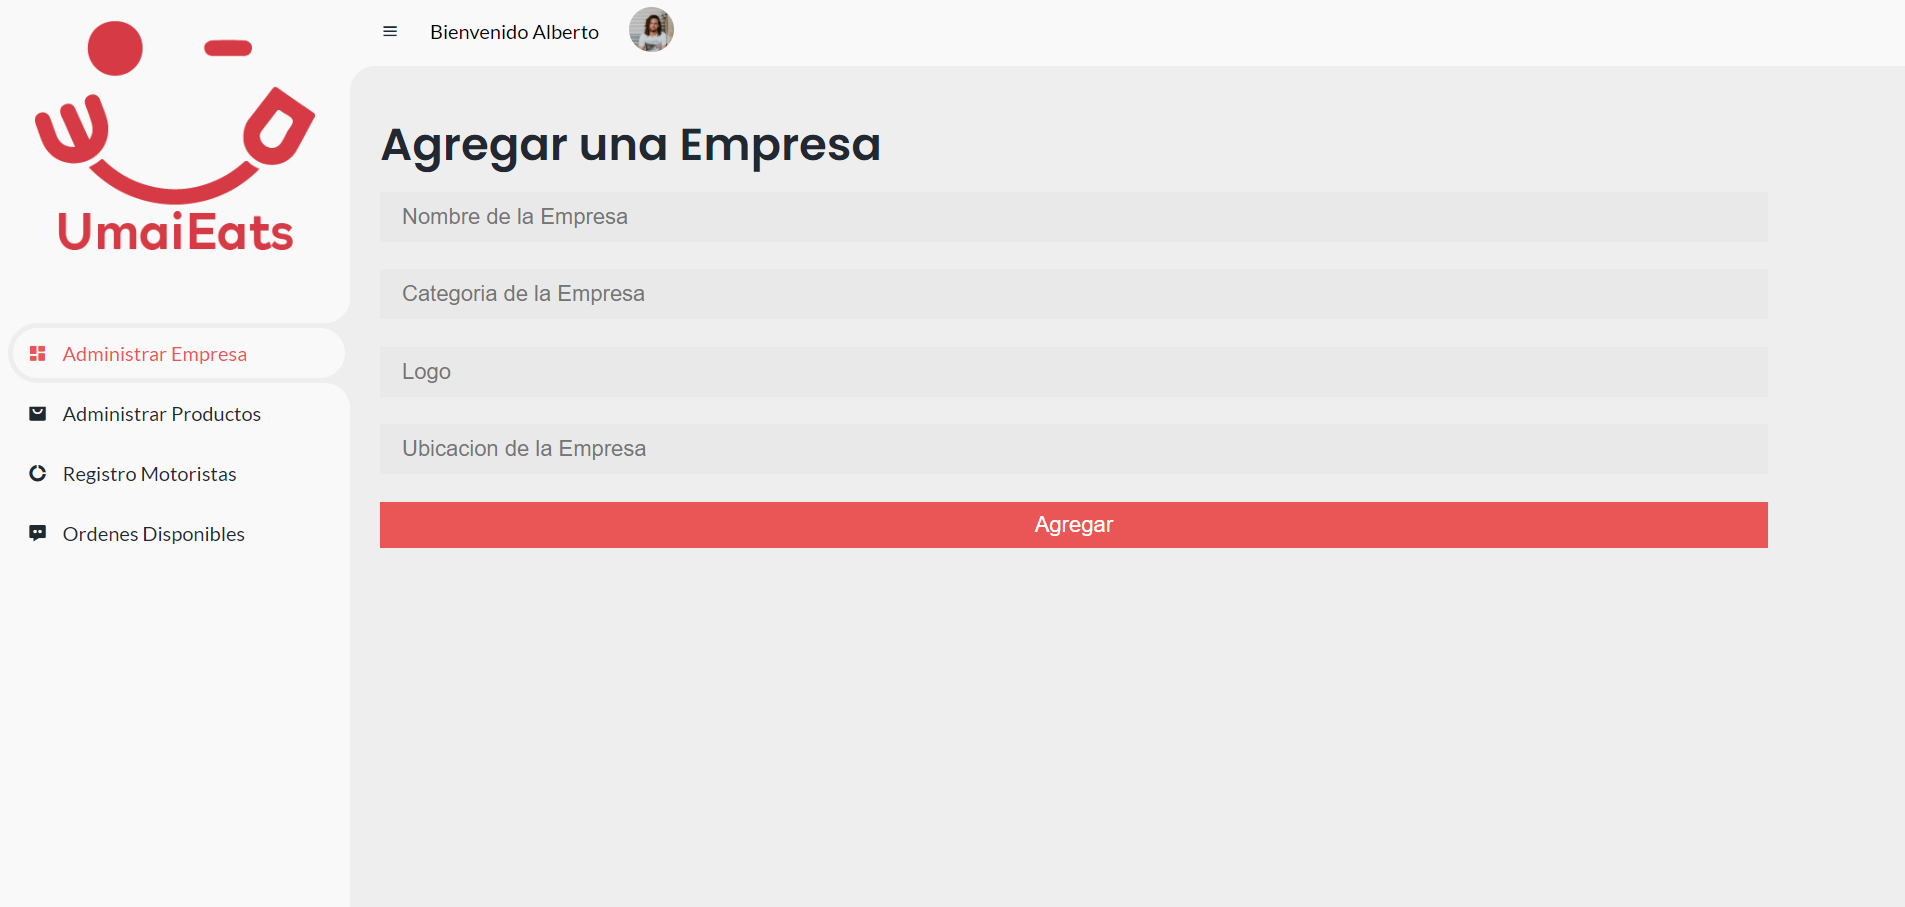 UmaiEats
Administrar Empresa
Administrar Productos
Registro Motoristas
Ordenes Disponibles
Bienvenido Alberto
Agregar una Empresa
Nombre de la Empresa
Categoria de la Empresa
Logo
Ubicacion de la Empresa
Agregar